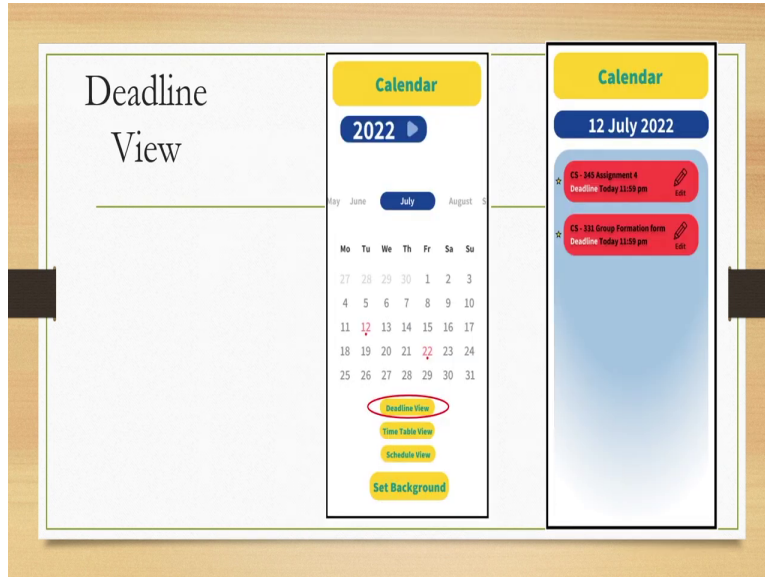 Deadline
View
Calendar
2022
May June July August S
Mo Tu We Th Fr Sa Su
27 28 29 30 1 2 3
4 5 6 7 8 9 10
11 12 13 14 15 16 17
18 19 20 21 22 23 24
25 26 27 28 29 30 31
Deadline View
Time Table View
Schedule View
Set Background
Calendar
12 July 2022
CS - 345 Assignment 4
Deadline Today 11:59 pm
Edit
CS - 331 Group Formation form
Deadline Today 11:59 pm
Edit